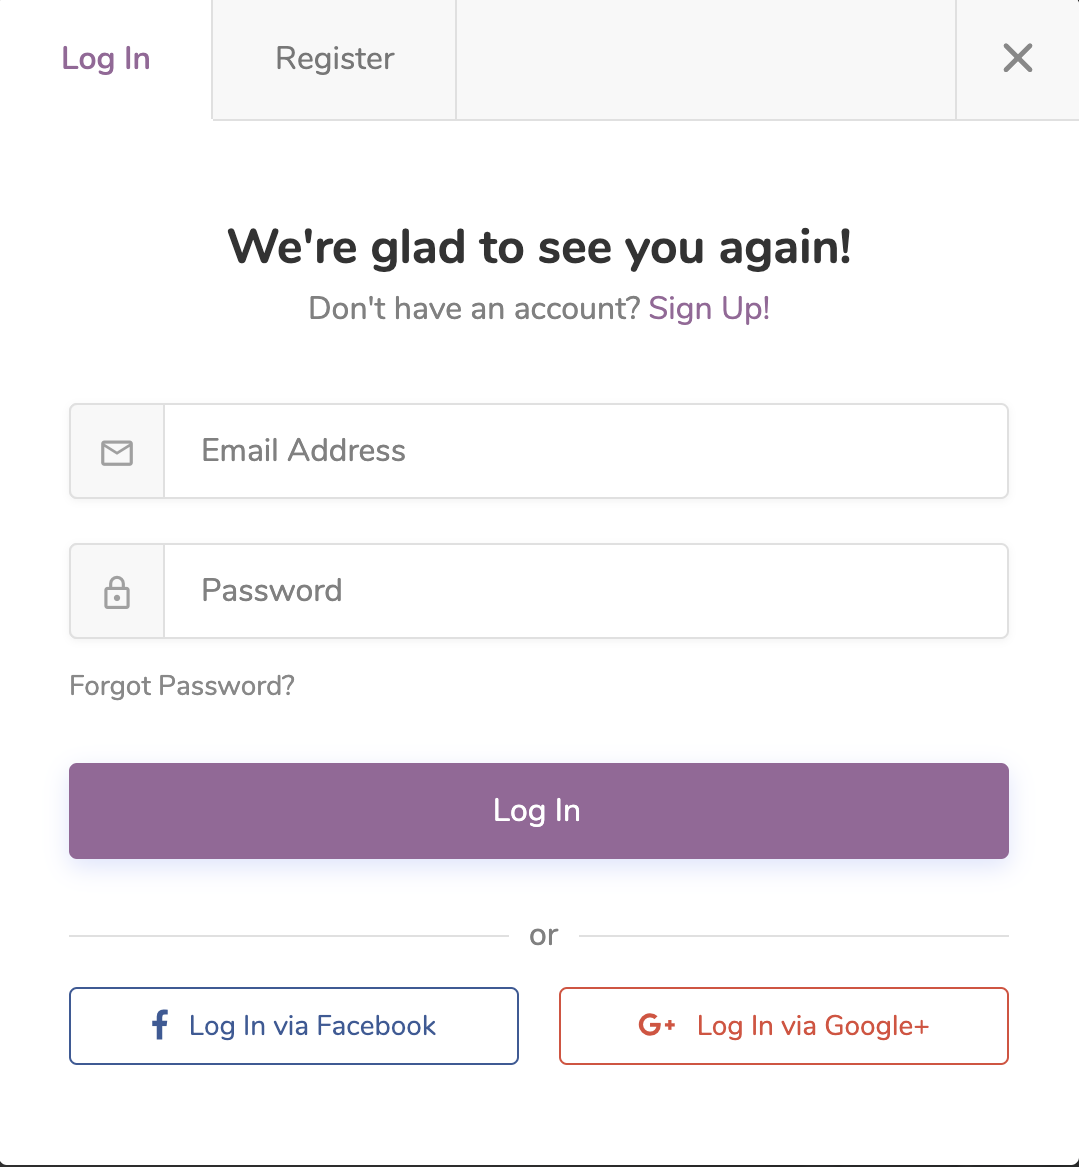 Log In Register
We're glad to see you again!
Don't have an account? Sign Up!
Email Address
Password
Forgot Password?
Log In
or
Log In via Facebook
G+ Log In via Google+